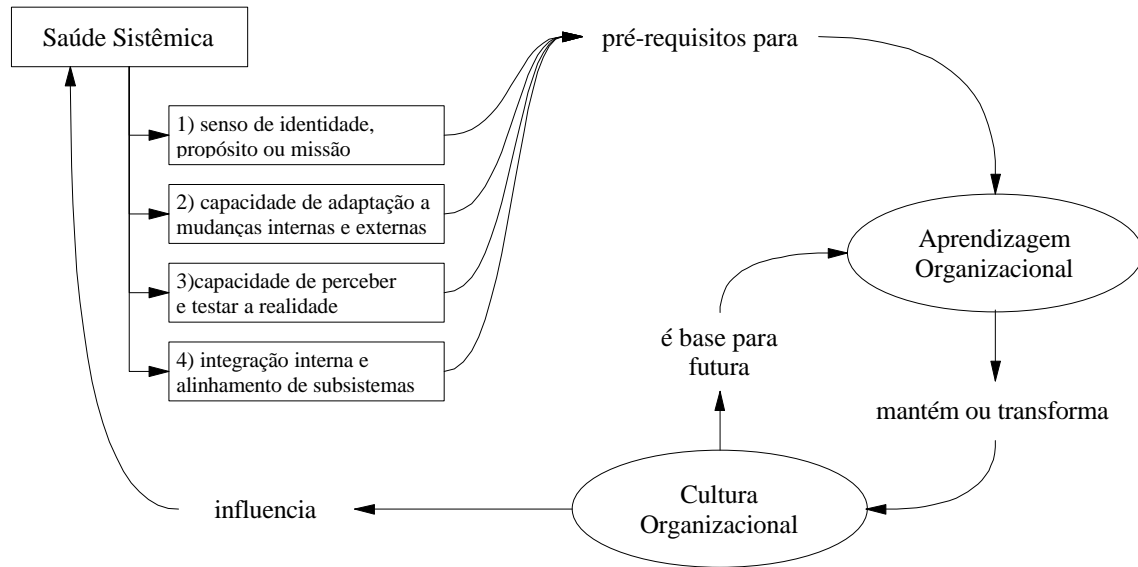 Saúde Sistêmica
pré-requisitos para
1) senso de identidade,
propósito ou missão
2) capacidade de adaptação a
mudanças internas e externas
3)capacidade de perceber
e testar a realidade
4) integração interna e
alinhamento de subsistemas
Aprendizagem
Organizacional
é base para
futura
mantém ou transforma
Cultura
Organizacional
influencia